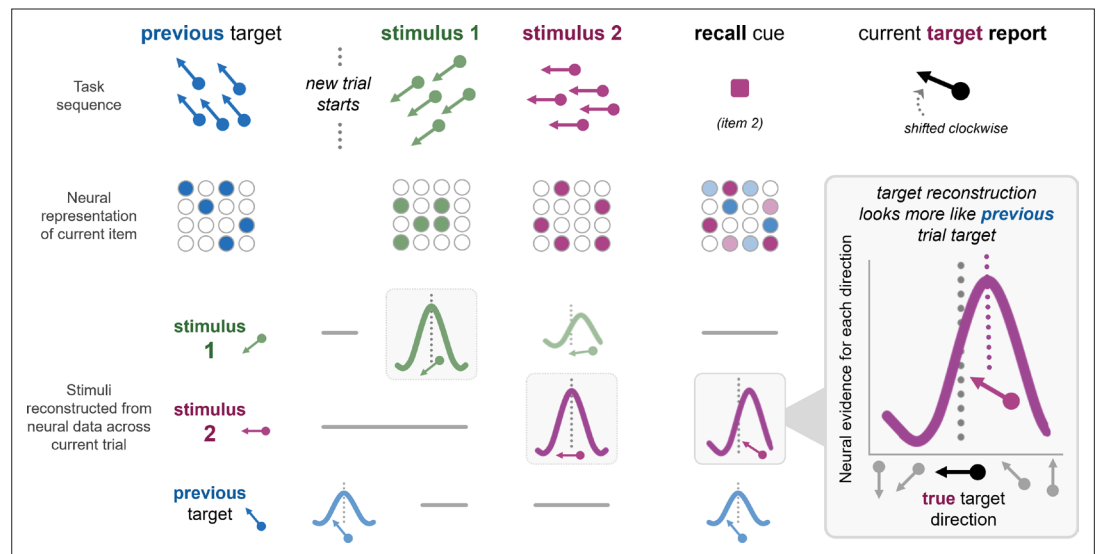 previous target
stimulus 1
stimulus 2
recall cue
current target report
Task
sequence
new trial
starts
(item 2)
shifted clockwise
Neural
representation
of current item
target reconstruction
looks more like previous
trial target
Neural evidence for each direction
stimulus
1
Stimuli
reconstructed from
neural data across
current trial
stimulus
2
previous
target
true target
direction